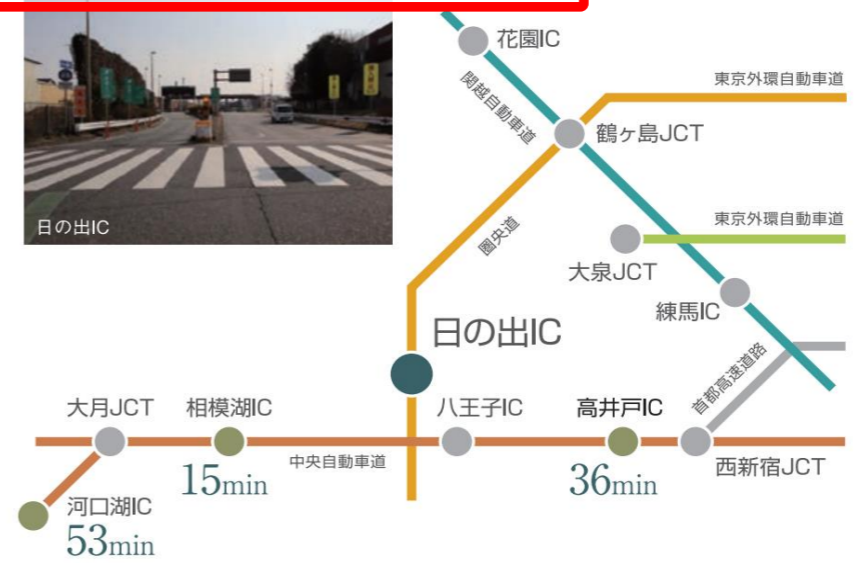 花園IC
関越自動車道
東京外環自動車道
鶴ヶ島JCT
日の出IC
圏央道
東京外環自動車道
大泉JCT
練馬IC
日の出IC
首都高速道路
大月JCT
相模湖IC
八王子IC
高井戸IC
中央自動車道
西新宿JCT
15min
36min
河口湖IC
53min